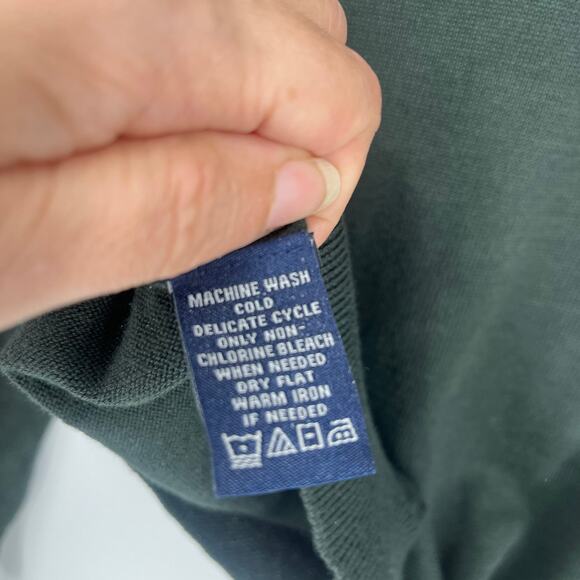 MACHINE WASH
COLD
DELICATE CYCLE
ONLY NON-
CHLORINE BLEACH
WHEN NEEDED
DRY FLAT
WARM IRON
IF NEEDED